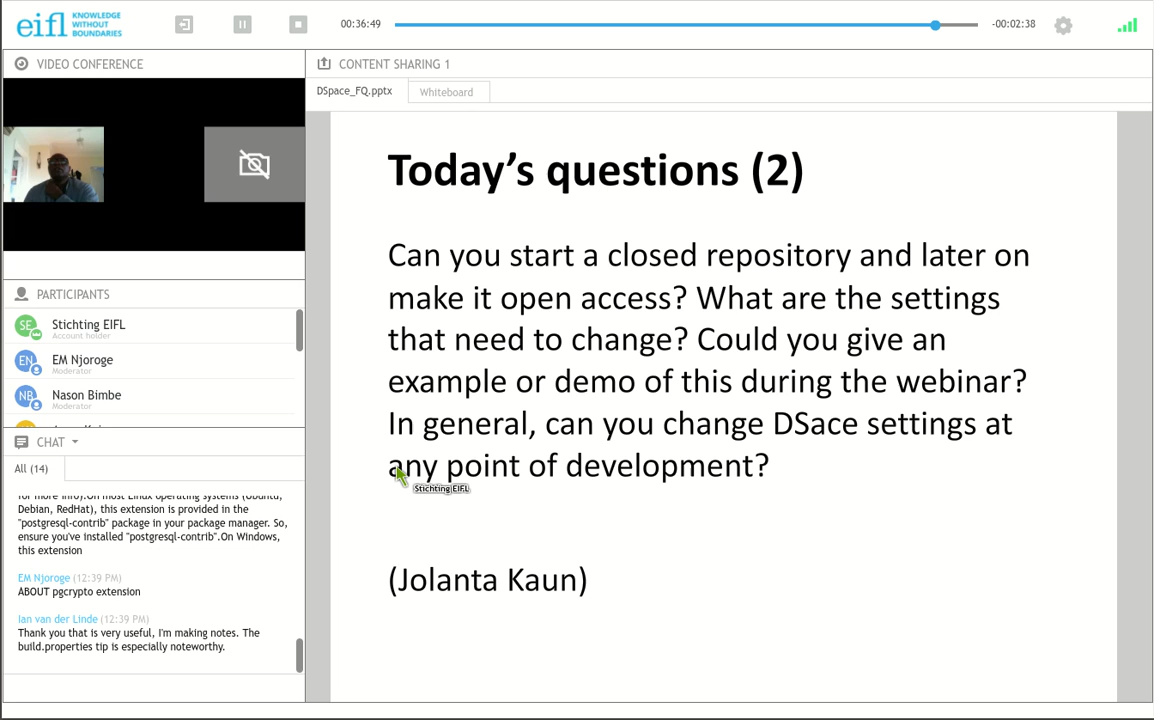 eifl KNOWLEDGE
WITHOUT
BOUNDARIES
00:36:49
-00:02:38
VIDEO CONFERENCE
PARTICIPANTS
SE Stichting EIFL
Account holder
EN EM Njoroge
Moderator
NB Nason Bimbe
Moderator
CHAT
All (14)
for more info).On most Linux operating systems (Ubuntu,
Debian, RedHat), this extension is provided in the
"postgresql-contrib" package in your package manager. So,
ensure you've installed "postgresql-contrib".On Windows,
this extension
EM Njoroge (12:39 PM)
ABOUT pgcrypto extension
Ian van der Linde (12:39 PM)
Thank you that is very useful, I'm making notes. The
build.properties tip is especially noteworthy.
CONTENT SHARING 1
DSpace_FQ.pptx
Whiteboard
Today's questions (2)
Can you start a closed repository and later on
make it open access? What are the settings
that need to change? Could you give an
example or demo of this during the webinar?
In general, can you change DSace settings at
any point of development?
Stichting EIFL
(Jolanta Kaun)